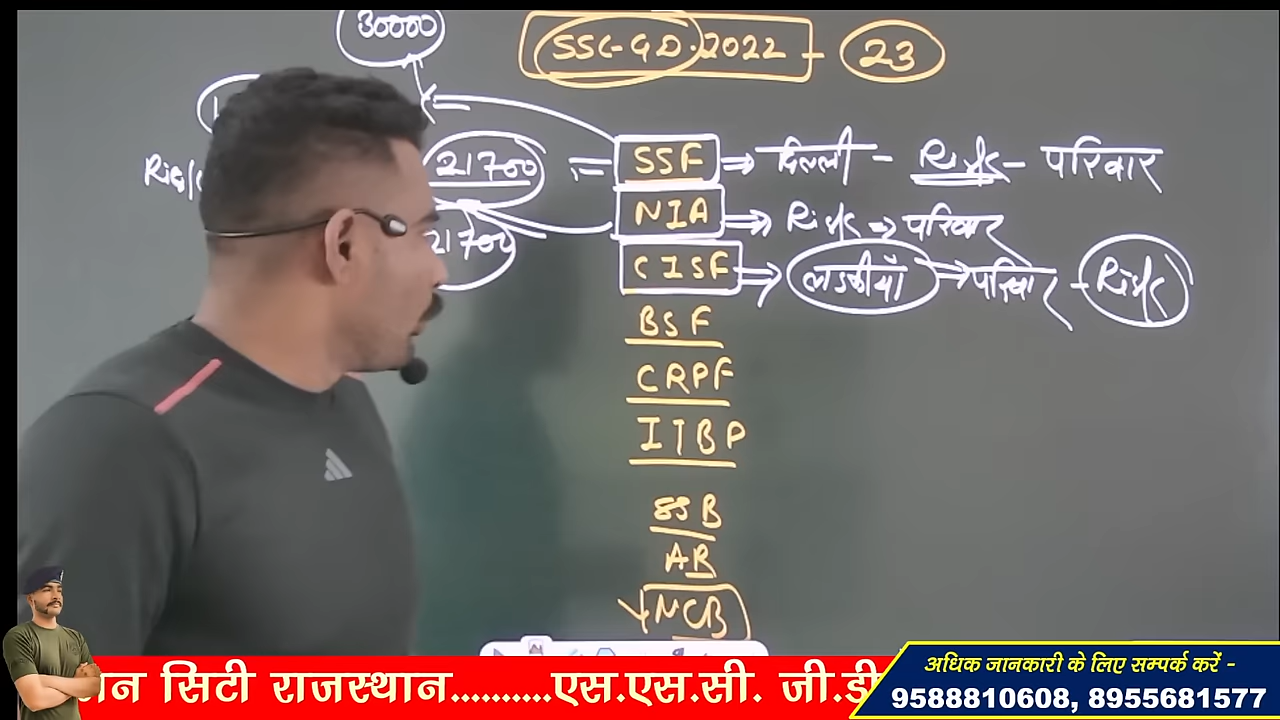 30000
SSC-GD.2022 - 23
21700 = SSF ⇒ दिल्ली - Risk - परिवार
NIA ⇒ Risk ⇒ परिवार
21700
CISF ⇒ लडकीयाँ ⇒ परिवार - Risk
BSF
CRPF
ITBP
SSB
AR
NCB
न सिटी राजस्थान..........एस.एस.सी. जी.डी
अधिक जानकारी के लिए सम्पर्क करें -
9588810608, 8955681577